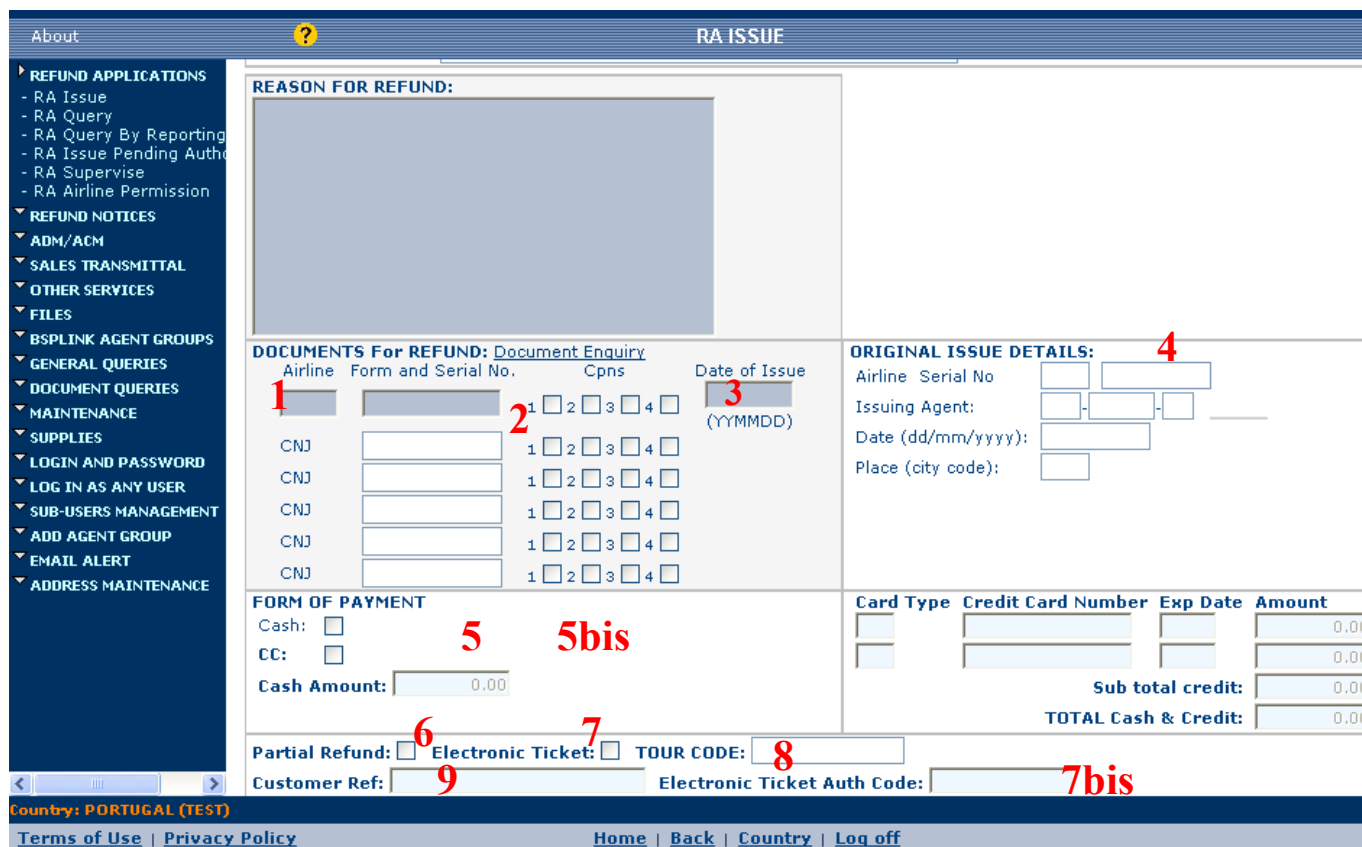 About ? RA ISSUE
REFUND APPLICATIONS
- RA Issue
- RA Query
- RA Query By Reporting
- RA Issue Pending Autho
- RA Supervise
- RA Airline Permission
REFUND NOTICES
ADM/ACM
SALES TRANSMITTAL
OTHER SERVICES
FILES
BSPLINK AGENT GROUPS
GENERAL QUERIES
DOCUMENT QUERIES
MAINTENANCE
SUPPLIES
LOGIN AND PASSWORD
LOG IN AS ANY USER
SUB-USERS MANAGEMENT
ADD AGENT GROUP
EMAIL ALERT
ADDRESS MAINTENANCE
REASON FOR REFUND:
DOCUMENTS For REFUND: Document Enquiry
Airline Form and Serial No. Cpns Date of Issue
1 2 1 2 3 4 3
(YYMMDD)
CNJ 1 2 3 4
CNJ 1 2 3 4
CNJ 1 2 3 4
CNJ 1 2 3 4
CNJ 1 2 3 4
ORIGINAL ISSUE DETAILS: 4
Airline Serial No
Issuing Agent: - -
Date (dd/mm/yyyy):
Place (city code):
FORM OF PAYMENT
Cash: 5 5bis
CC:
Cash Amount: 0.00
Card Type Credit Card Number Exp Date Amount
0.00
0.00
Sub total credit: 0.00
TOTAL Cash & Credit: 0.00
Partial Refund: 6 Electronic Ticket: 7 TOUR CODE: 8
Customer Ref: 9 Electronic Ticket Auth Code: 7bis
Country: PORTUGAL (TEST)
Terms of Use | Privacy Policy Home | Back | Country | Log off